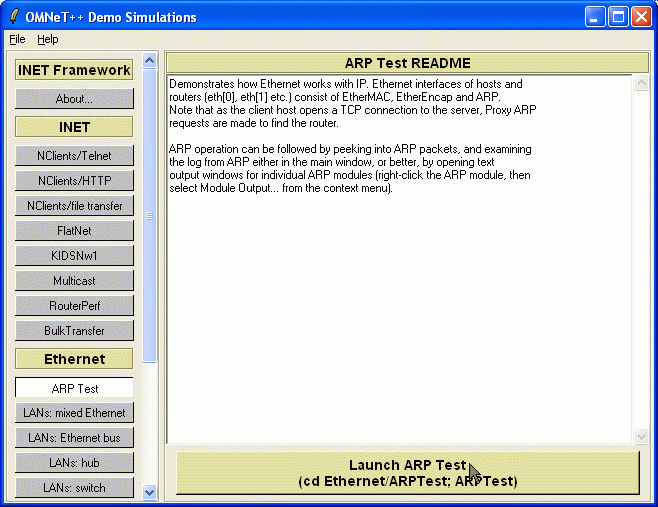 OMNeT++ Demo Simulations
File Help
INET Framework
About...
INET
NClients/Telnet
NClients/HTTP
NClients/file transfer
FlatNet
KIDSNw1
Multicast
RouterPerf
BulkTransfer
Ethernet
ARP Test
LANs: mixed Ethernet
LANs: Ethernet bus
LANs: hub
LANs: switch
ARP Test README
Demonstrates how Ethernet works with IP. Ethernet interfaces of hosts and
routers (eth[0], eth[1] etc.) consist of EtherMAC, EtherEncap and ARP.
Note that as the client host opens a TCP connection to the server, Proxy ARP
requests are made to find the router.
ARP operation can be followed by peeking into ARP packets, and examining
the log from ARP either in the main window, or better, by opening text
output windows for individual ARP modules (right-click the ARP module, then
select Module Output... from the context menu).
Launch ARP Test
(cd Ethernet/ARPTest; ARPTest)